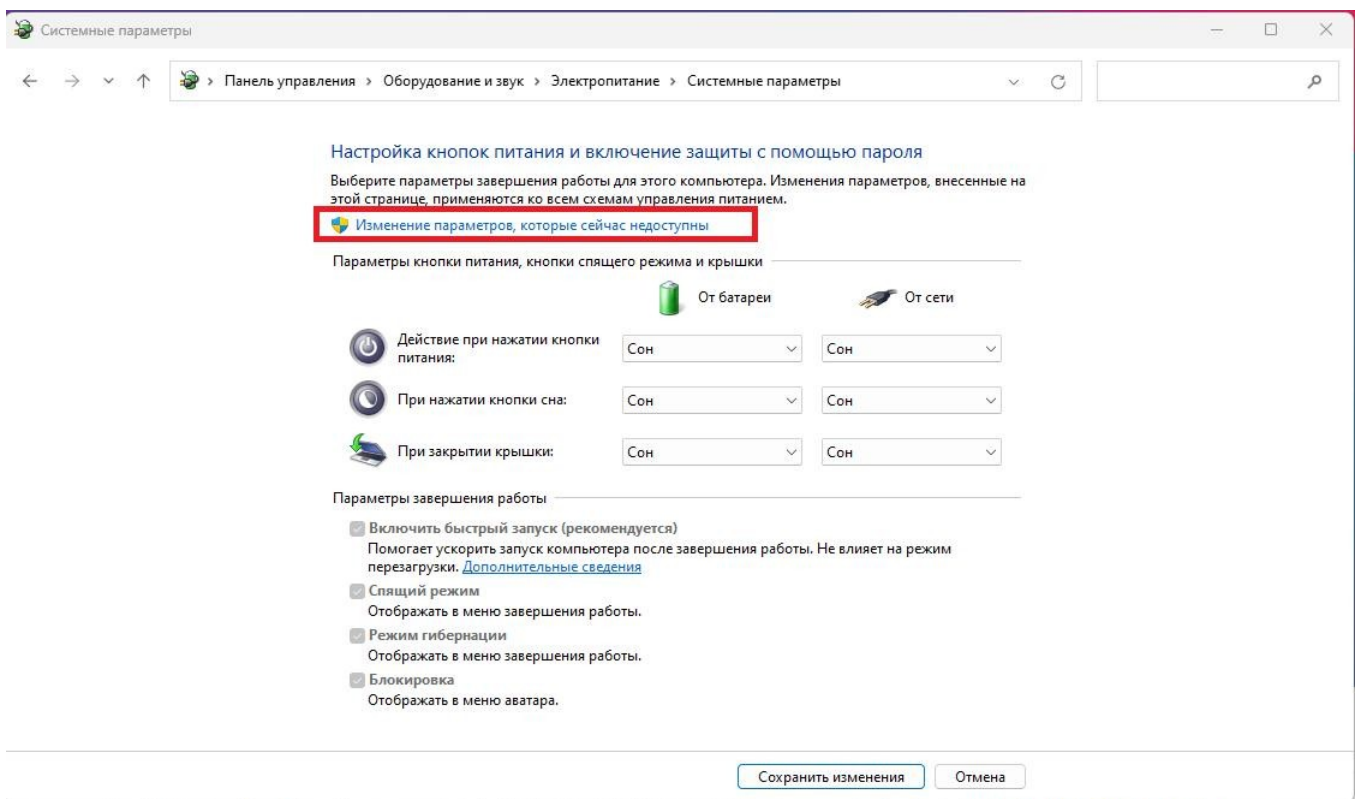 Системные параметры
Панель управления > Оборудование и звук > Электропитание > Системные параметры
Настройка кнопок питания и включение защиты с помощью пароля
Выберите параметры завершения работы для этого компьютера. Изменения параметров, внесенные на
этой странице, применяются ко всем схемам управления питанием.
Изменение параметров, которые сейчас недоступны
Параметры кнопки питания, кнопки спящего режима и крышки
От батареи От сети
Действие при нажатии кнопки
питания:
Сон Сон
При нажатии кнопки сна: Сон Сон
При закрытии крышки: Сон Сон
Параметры завершения работы
Включить быстрый запуск (рекомендуется)
Помогает ускорить запуск компьютера после завершения работы. Не влияет на режим
перезагрузки. Дополнительные сведения
Спящий режим
Отображать в меню завершения работы.
Режим гибернации
Отображать в меню завершения работы.
Блокировка
Отображать в меню аватара.
Сохранить изменения Отмена